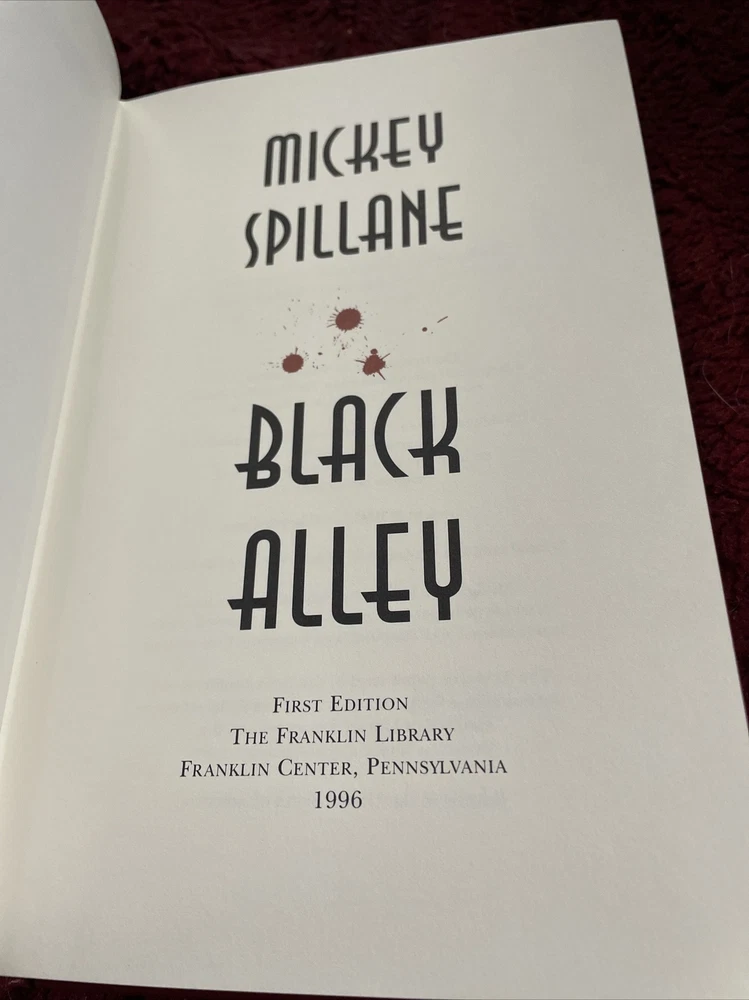 MICKEY
SPILLANE
BLACK
ALLEY
FIRST EDITION
THE FRANKLIN LIBRARY
FRANKLIN CENTER, PENNSYLVANIA
1996